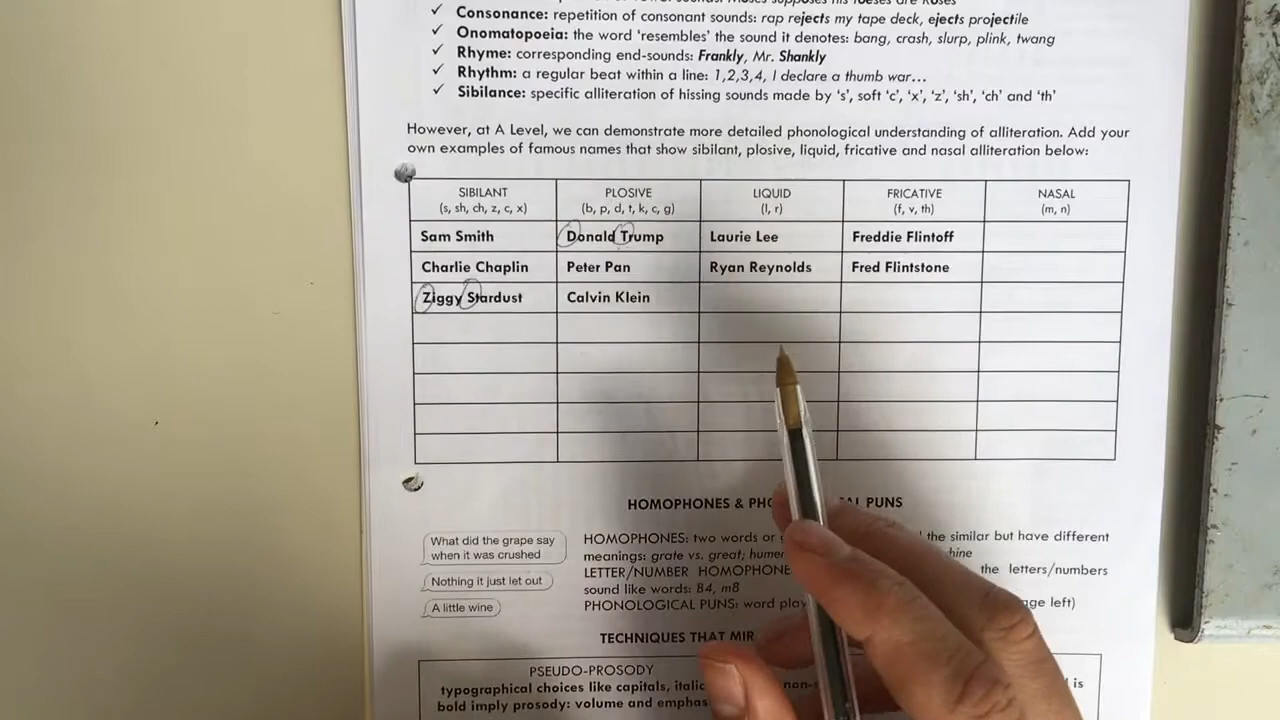 ✓ Consonance: repetition of consonant sounds: rap rejects my tape deck, ejects projectile
✓ Onomatopoeia: the word ‘resembles’ the sound it denotes: bang, crash, slurp, plink, twang
✓ Rhyme: corresponding end-sounds: Frankly, Mr. Shankly
✓ Rhythm: a regular beat within a line: 1,2,3,4, I declare a thumb war...
✓ Sibilance: specific alliteration of hissing sounds made by ‘s’, soft ‘c’, ‘x’, ‘z’, ‘sh’, ‘ch’ and ‘th’
However, at A Level, we can demonstrate more detailed phonological understanding of alliteration. Add your
own examples of famous names that show sibilant, plosive, liquid, fricative and nasal alliteration below:
SIBILANT PLOSIVE LIQUID FRICATIVE NASAL
(s, sh, ch, z, c, x) (b, p, d, t, k, c, g) (l, r) (f, v, th) (m, n)
Sam Smith Donald Trump Laurie Lee Freddie Flintoff
Charlie Chaplin Peter Pan Ryan Reynolds Fred Flintstone
Ziggy Stardust Calvin Klein
HOMOPHONES & PUNS
What did the grape say
when it was crushed
Nothing it just let out
A little wine
HOMOPHONES: two words or the similar but have different
meanings: grate vs. great;
LETTER/NUMBER the letters/numbers
sound like words: B4, m8
PHONOLOGICAL PUNS: word left)
TECHNIQUES THAT
PSEUDO-PROSODY
typographical choices like capitals, is
bold imply prosody: volume and